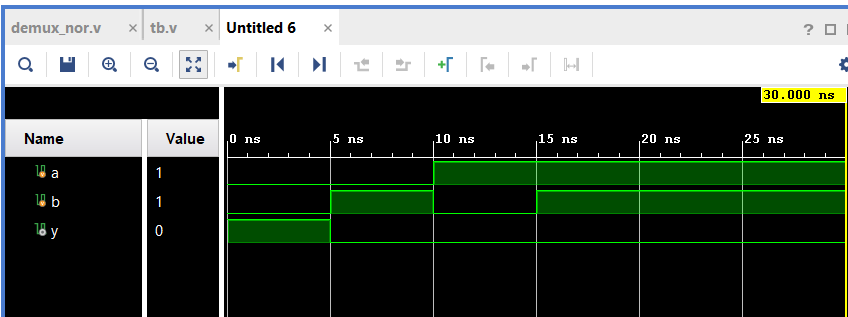 demux_nor.v × tb.v × Untitled 6 ×
?
30.000 ns
Name Value 0 ns 5 ns 10 ns 15 ns 20 ns 25 ns
a 1
b 1
y 0